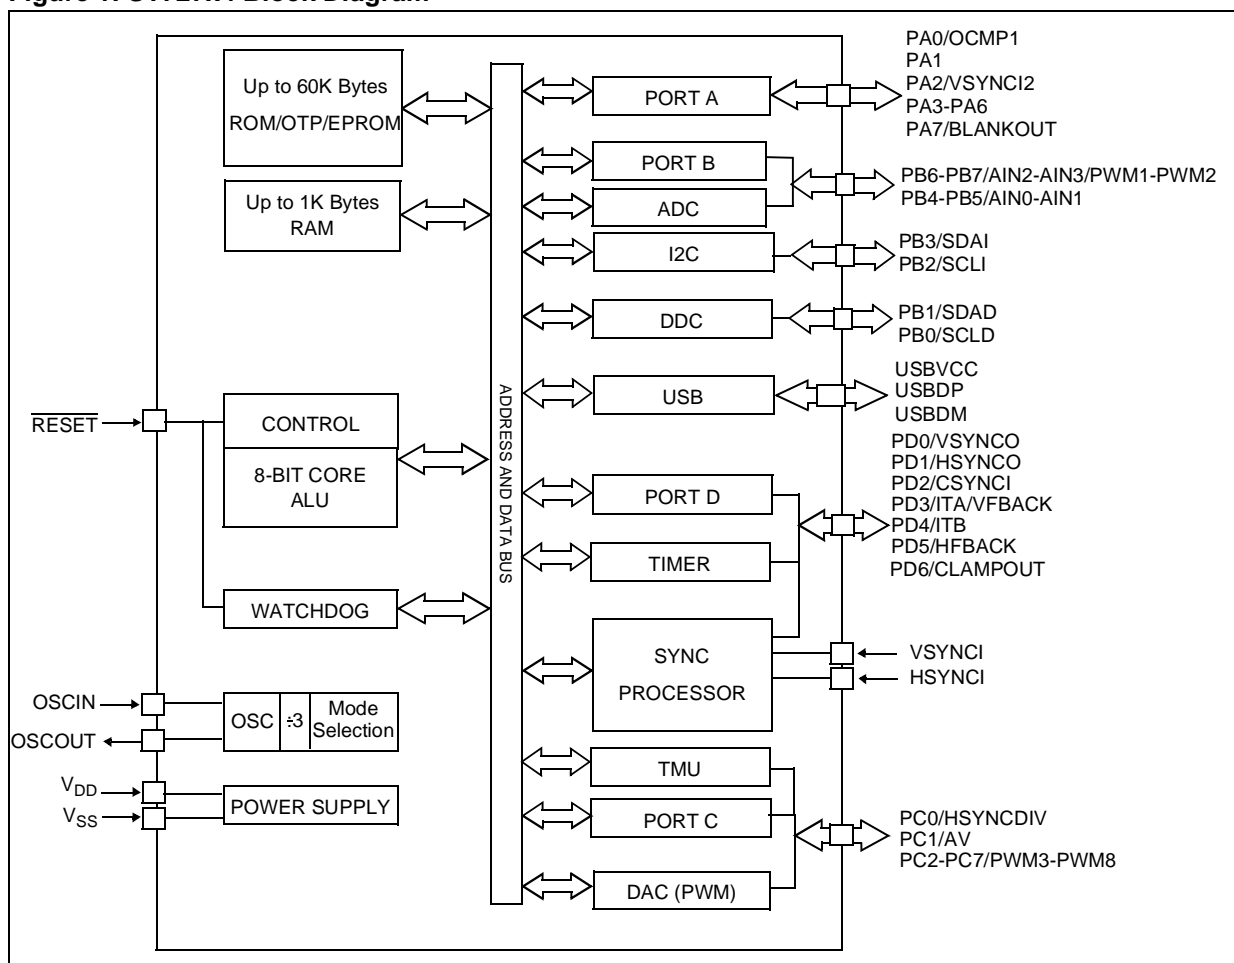 Up to 60K Bytes
ROM/OTP/EPROM
Up to 1K Bytes
RAM
RESET
CONTROL
8-BIT CORE
ALU
WATCHDOG
OSCIN
OSCOUT
OSC ÷3 Mode
Selection
VDD
VSS
POWER SUPPLY
ADDRESS AND DATA BUS
PORT A
PORT B
ADC
I2C
DDC
USB
PORT D
TIMER
SYNC
PROCESSOR
TMU
PORT C
DAC (PWM)
PA0/OCMP1
PA1
PA2/VSYNCI2
PA3-PA6
PA7/BLANKOUT
PB6-PB7/AIN2-AIN3/PWM1-PWM2
PB4-PB5/AIN0-AIN1
PB3/SDAI
PB2/SCLI
PB1/SDAD
PB0/SCLD
USBVCC
USBDP
USBDM
PD0/VSYNCO
PD1/HSYNCO
PD2/CSYNCI
PD3/ITA/VFBACK
PD4/ITB
PD5/HFBACK
PD6/CLAMPOUT
VSYNCI
HSYNCI
PC0/HSYNCDIV
PC1/AV
PC2-PC7/PWM3-PWM8